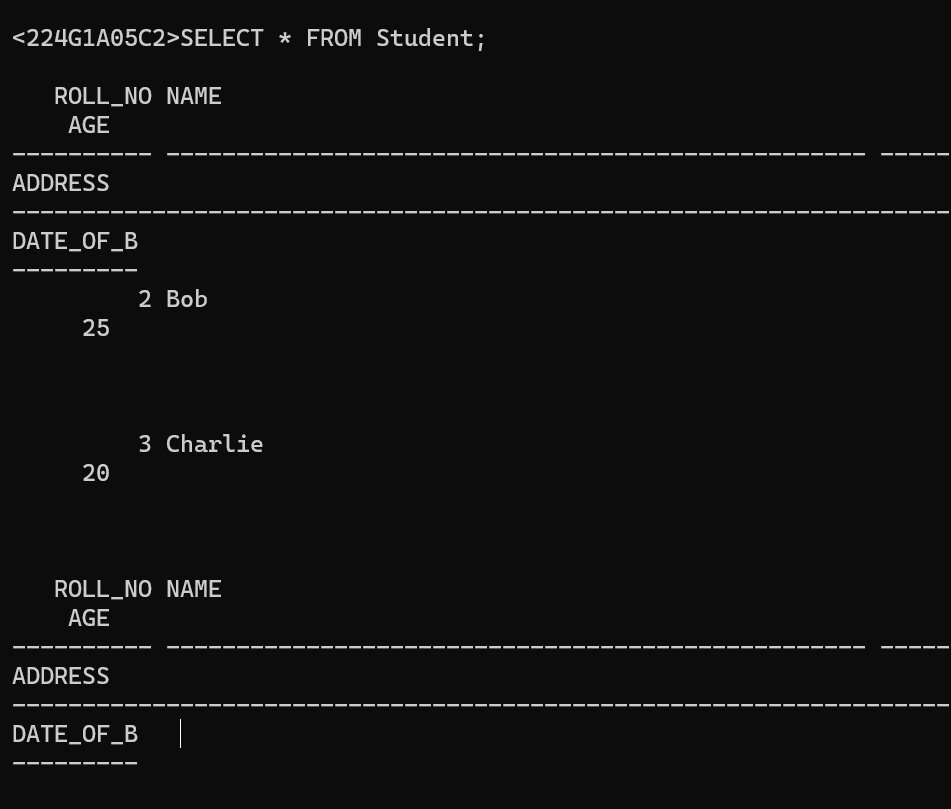 <224G1A05C2>SELECT * FROM Student;
   ROLL_NO NAME
    AGE
---------- -------------------------------------------------- -----
ADDRESS
-------------------------------------------------------------------
DATE_OF_B
---------
         2 Bob
     25
         3 Charlie
     20
   ROLL_NO NAME
    AGE
---------- -------------------------------------------------- -----
ADDRESS
-------------------------------------------------------------------
DATE_OF_B
---------